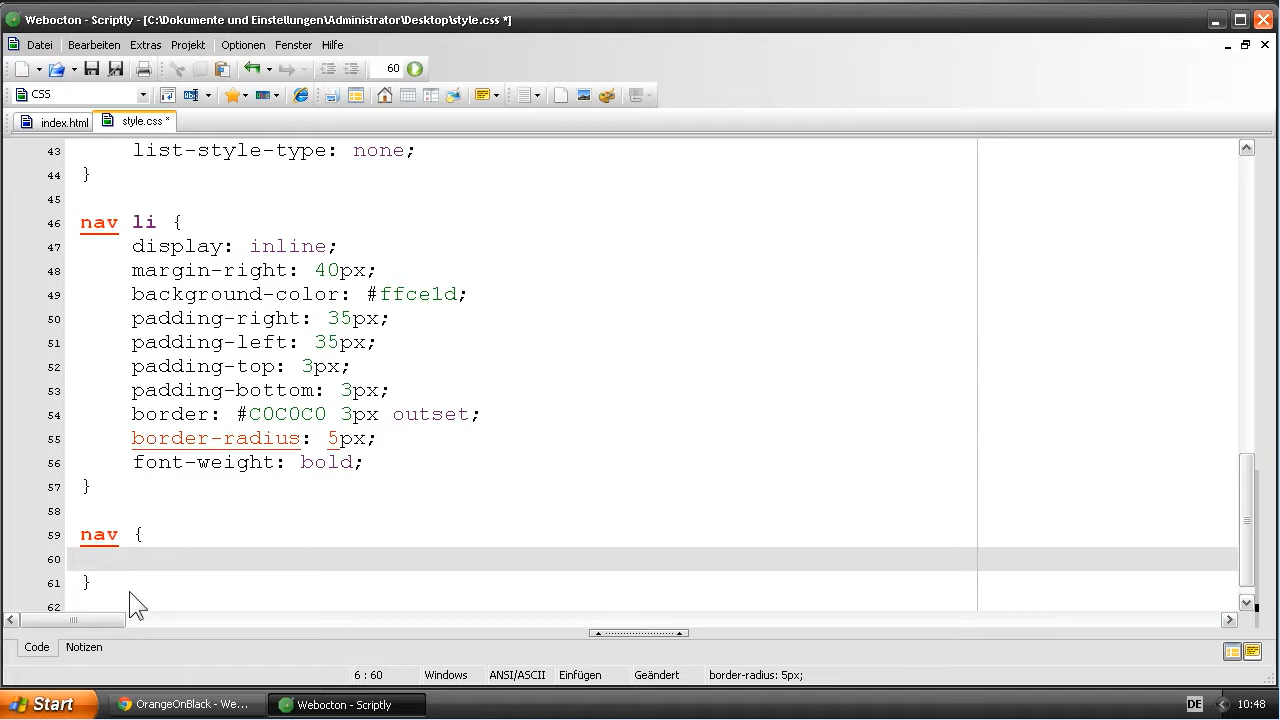 Webocton - Scriptly - [C:\Dokumente und Einstellungen\Administrator\Desktop\style.css *]
Datei Bearbeiten Extras Projekt Optionen Fenster Hilfe
60
CSS
index.html style.css *
43 list-style-type: none;
44 }
45
46 nav li {
47 display: inline;
48 margin-right: 40px;
49 background-color: #ffce1d;
50 padding-right: 35px;
51 padding-left: 35px;
52 padding-top: 3px;
53 padding-bottom: 3px;
54 border: #C0C0C0 3px outset;
55 border-radius: 5px;
56 font-weight: bold;
57 }
58
59 nav {
60
61 }
62
Code Notizen
6 : 60 Windows ANSI/ASCII Einfügen Geändert border-radius: 5px;
Start OrangeOnBlack - We... Webocton - Scriptly DE 10:48